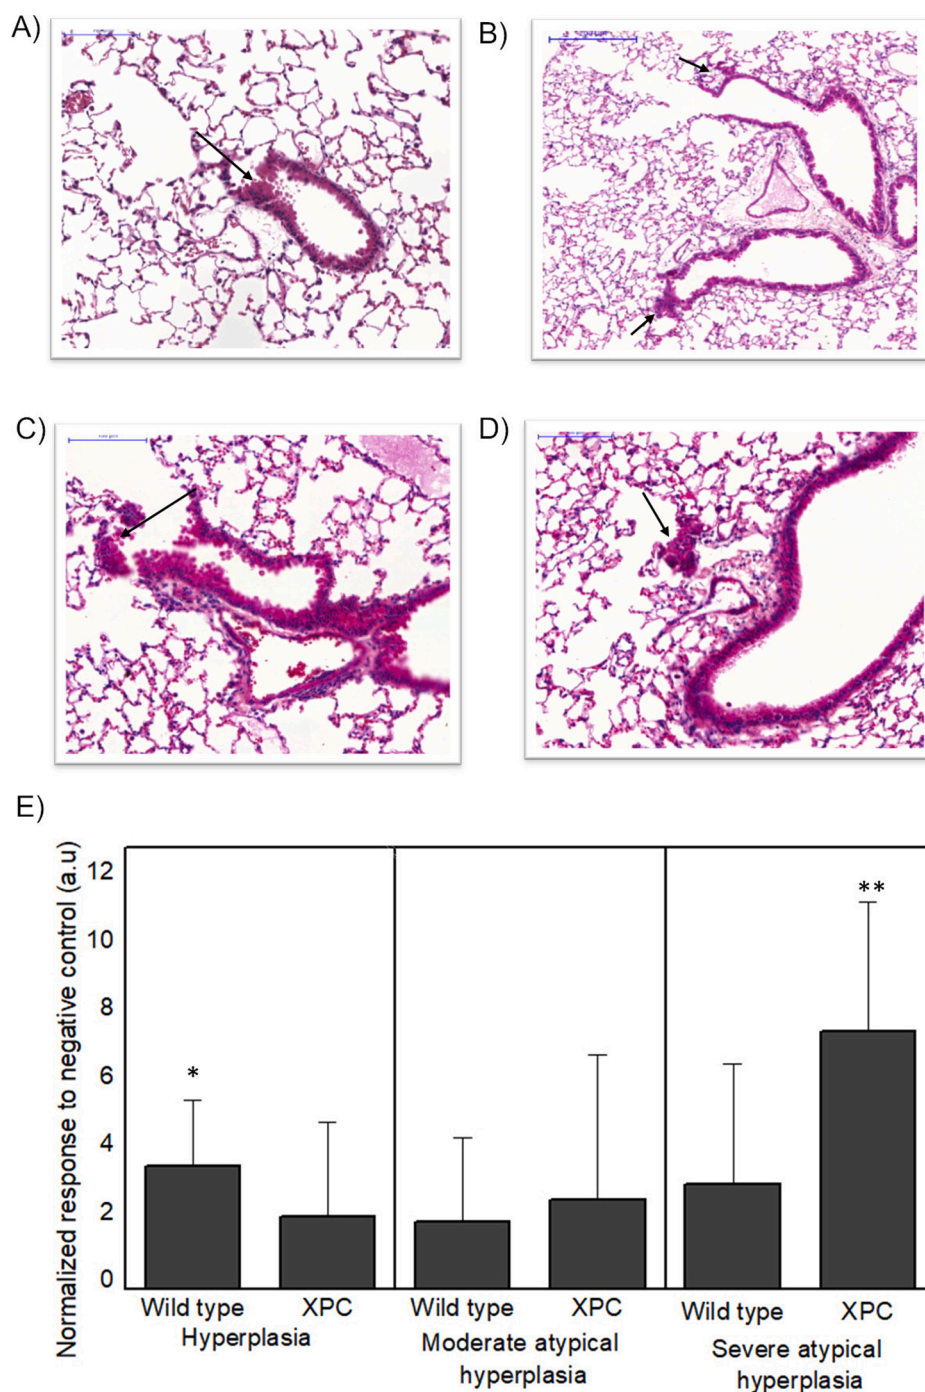 A)
B)
C)
D)
E)
Normalized response to negative control (a.u)
12
10
8
6
4
2
0
*
**
Wild type
XPC
Hyperplasia
Wild type
XPC
Moderate atypical
hyperplasia
Wild type
XPC
Severe atypical
hyperplasia